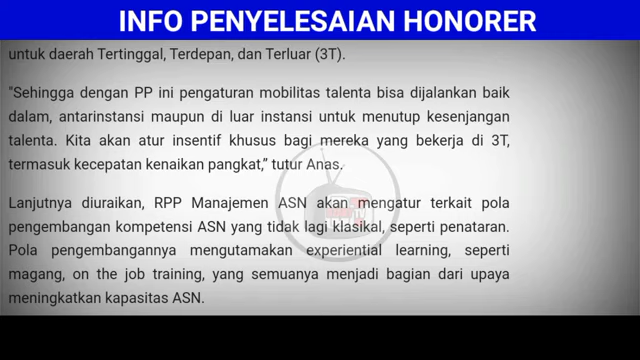 INFO PENYELESAIAN HONORER
untuk daerah Tertinggal, Terdepan, dan Terluar (3T).
"Sehingga dengan PP ini pengaturan mobilitas talenta bisa dijalankan baik
dalam, antarinstansi maupun di luar instansi untuk menutup kesenjangan
talenta. Kita akan atur insentif khusus bagi mereka yang bekerja di 3T,
termasuk kecepatan kenaikan pangkat,” tutur Anas.
Lanjutnya diuraikan, RPP Manajemen ASN akan mengatur terkait pola
pengembangan kompetensi ASN yang tidak lagi klasikal, seperti penataran.
Pola pengembangannya mengutamakan experiential learning, seperti
magang, on the job training, yang semuanya menjadi bagian dari upaya
meningkatkan kapasitas ASN.